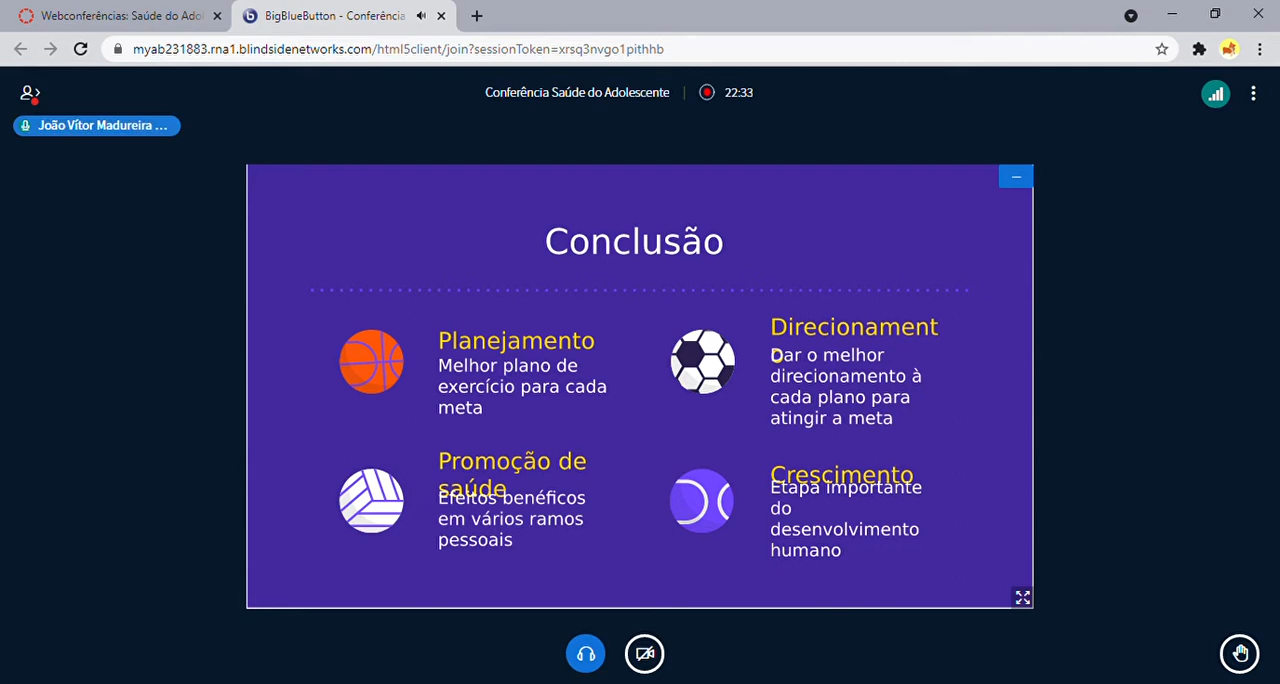 Webconferências: Saúde do Adol
BigBlueButton - Conferência
myab231883.rna1.blindsidenetworks.com/html5client/join?sessionToken=xrsq3nvgo1pithhb
Conferência Saúde do Adolescente
22:33
João Vítor Madureira ...
Conclusão
Planejamento
Melhor plano de
exercício para cada
meta
Direcionament
o
Dar o melhor
direcionamento à
cada plano para
atingir a meta
Promoção de
saúde
Efeitos benéficos
em vários ramos
pessoais
Crescimento
Etapa importante
do
desenvolvimento
humano